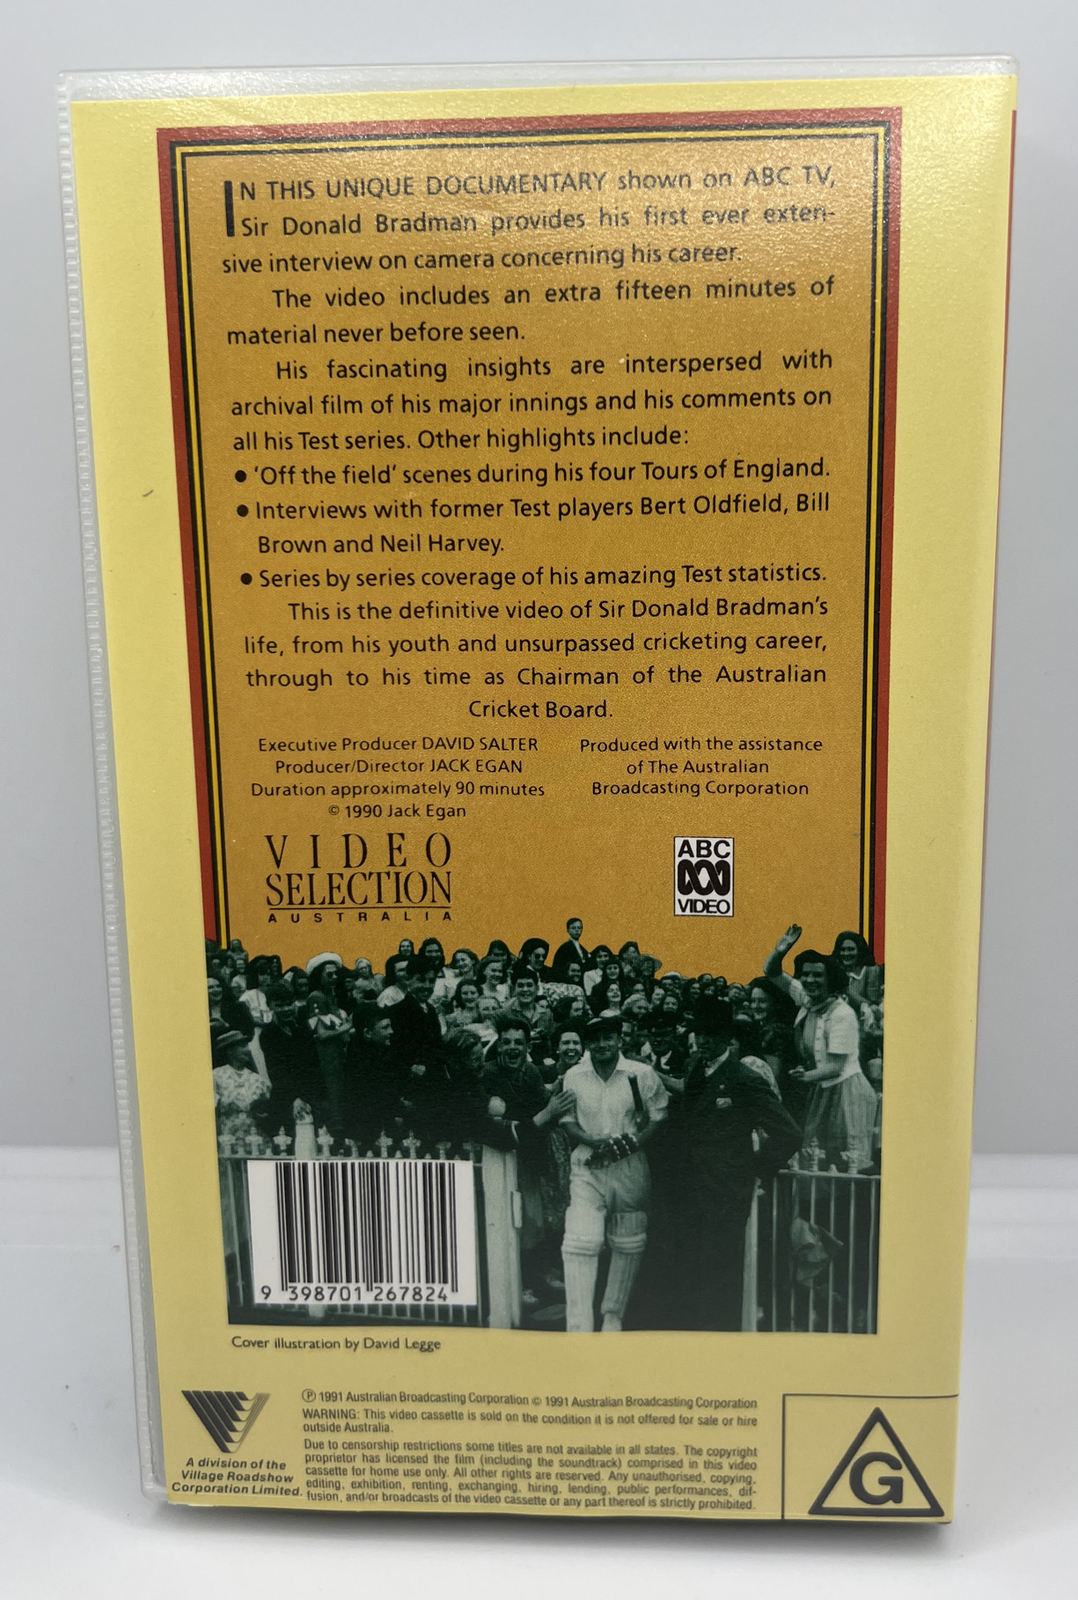 IN THIS UNIQUE DOCUMENTARY shown on ABC TV,
Sir Donald Bradman provides his first ever exten-
sive interview on camera concerning his career.
The video includes an extra fifteen minutes of
material never before seen.
His fascinating insights are interspersed with
archival film of his major innings and his comments on
all his Test series. Other highlights include:
• 'Off the field' scenes during his four Tours of England.
• Interviews with former Test players Bert Oldfield, Bill
Brown and Neil Harvey.
• Series by series coverage of his amazing Test statistics.
This is the definitive video of Sir Donald Bradman's
life, from his youth and unsurpassed cricketing career,
through to his time as Chairman of the Australian
Cricket Board.
Executive Producer DAVID SALTER
Producer/Director JACK EGAN
Duration approximately 90 minutes
© 1990 Jack Egan
Produced with the assistance
of The Australian
Broadcasting Corporation
VIDEO
SELECTION
AUSTRALIA
ABC
VIDEO
9 398701 267824
Cover illustration by David Legge
A division of the
Village Roadshow
Corporation Limited.
℗ 1991 Australian Broadcasting Corporation © 1991 Australian Broadcasting Corporation
WARNING: This video cassette is sold on the condition it is not offered for sale or hire
outside Australia.
Due to censorship restrictions some titles are not available in all states. The copyright
proprietor has licensed the film (including the soundtrack) comprised in this video
cassette for home use only. All other rights are reserved. Any unauthorised, copying,
editing, exhibition, renting, exchanging, hiring, lending, public performances, dif-
fusion, and/or broadcasts of the video cassette or any part thereof is strictly prohibited.
G